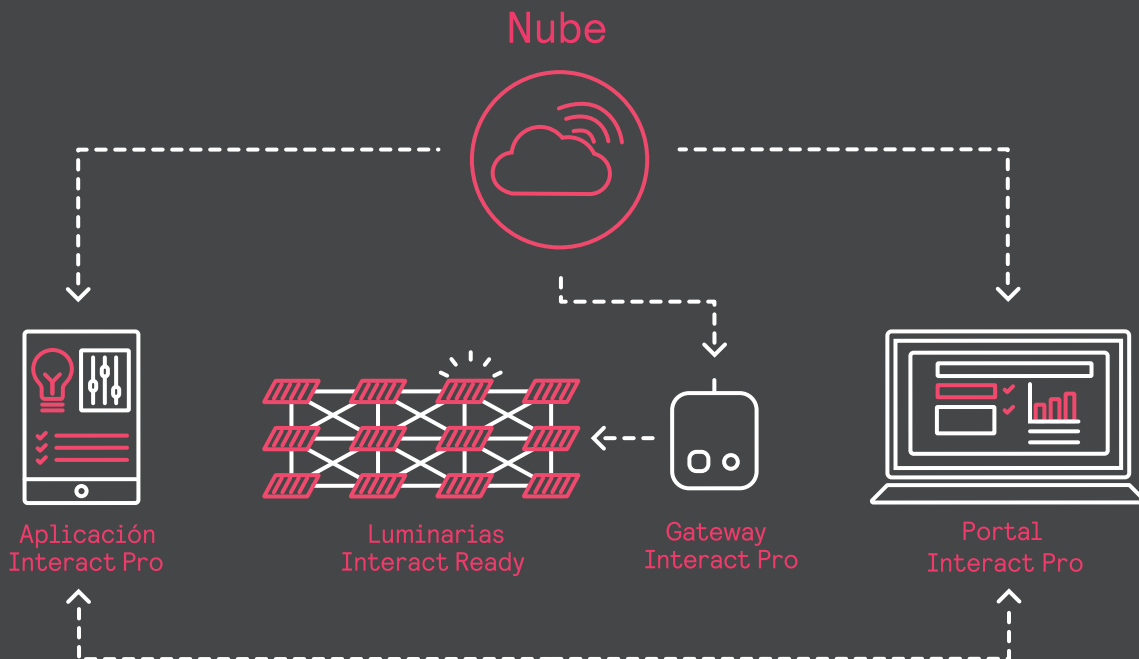 Nube
Aplicación
Interact Pro
Luminarias
Interact Ready
Gateway
Interact Pro
Portal
Interact Pro